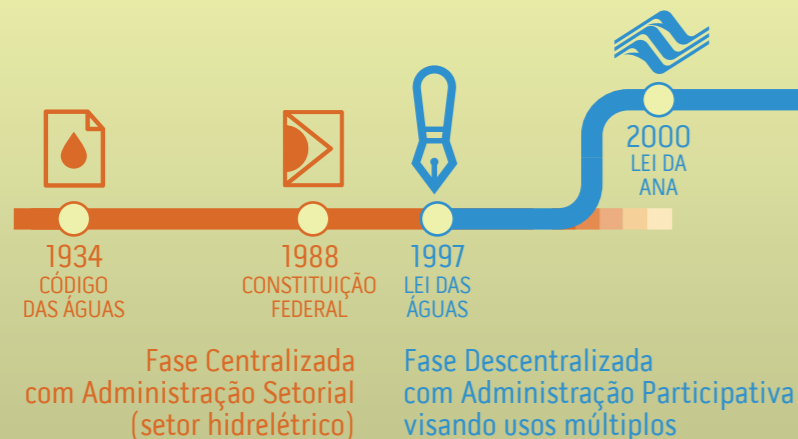 1934
CÓDIGO
DAS ÁGUAS
1988
CONSTITUIÇÃO
FEDERAL
1997
LEI DAS
ÁGUAS
2000
LEI DA
ANA
Fase Centralizada
com Administração Setorial
(setor hidrelétrico)
Fase Descentralizada
com Administração Participativa
visando usos múltiplos